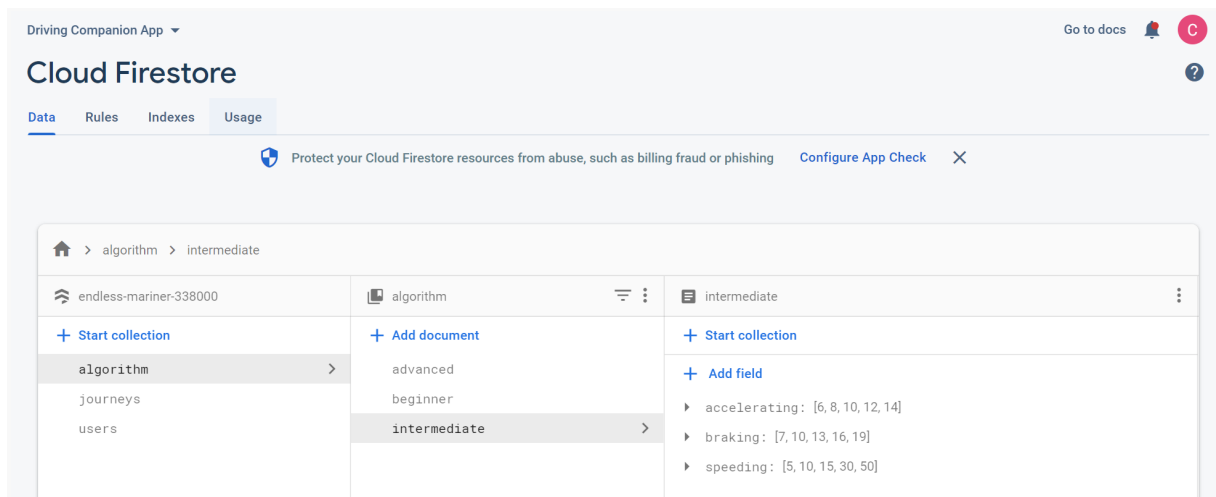 Driving Companion App
Go to docs
C
Cloud Firestore
?
Data Rules Indexes Usage
Protect your Cloud Firestore resources from abuse, such as billing fraud or phishing Configure App Check
> algorithm > intermediate
endless-mariner-338000
algorithm
intermediate
+ Start collection
+ Add document
+ Start collection
algorithm
journeys
users
advanced
beginner
intermediate
+ Add field
accelerating: [6, 8, 10, 12, 14]
braking: [7, 10, 13, 16, 19]
speeding: [5, 10, 15, 30, 50]